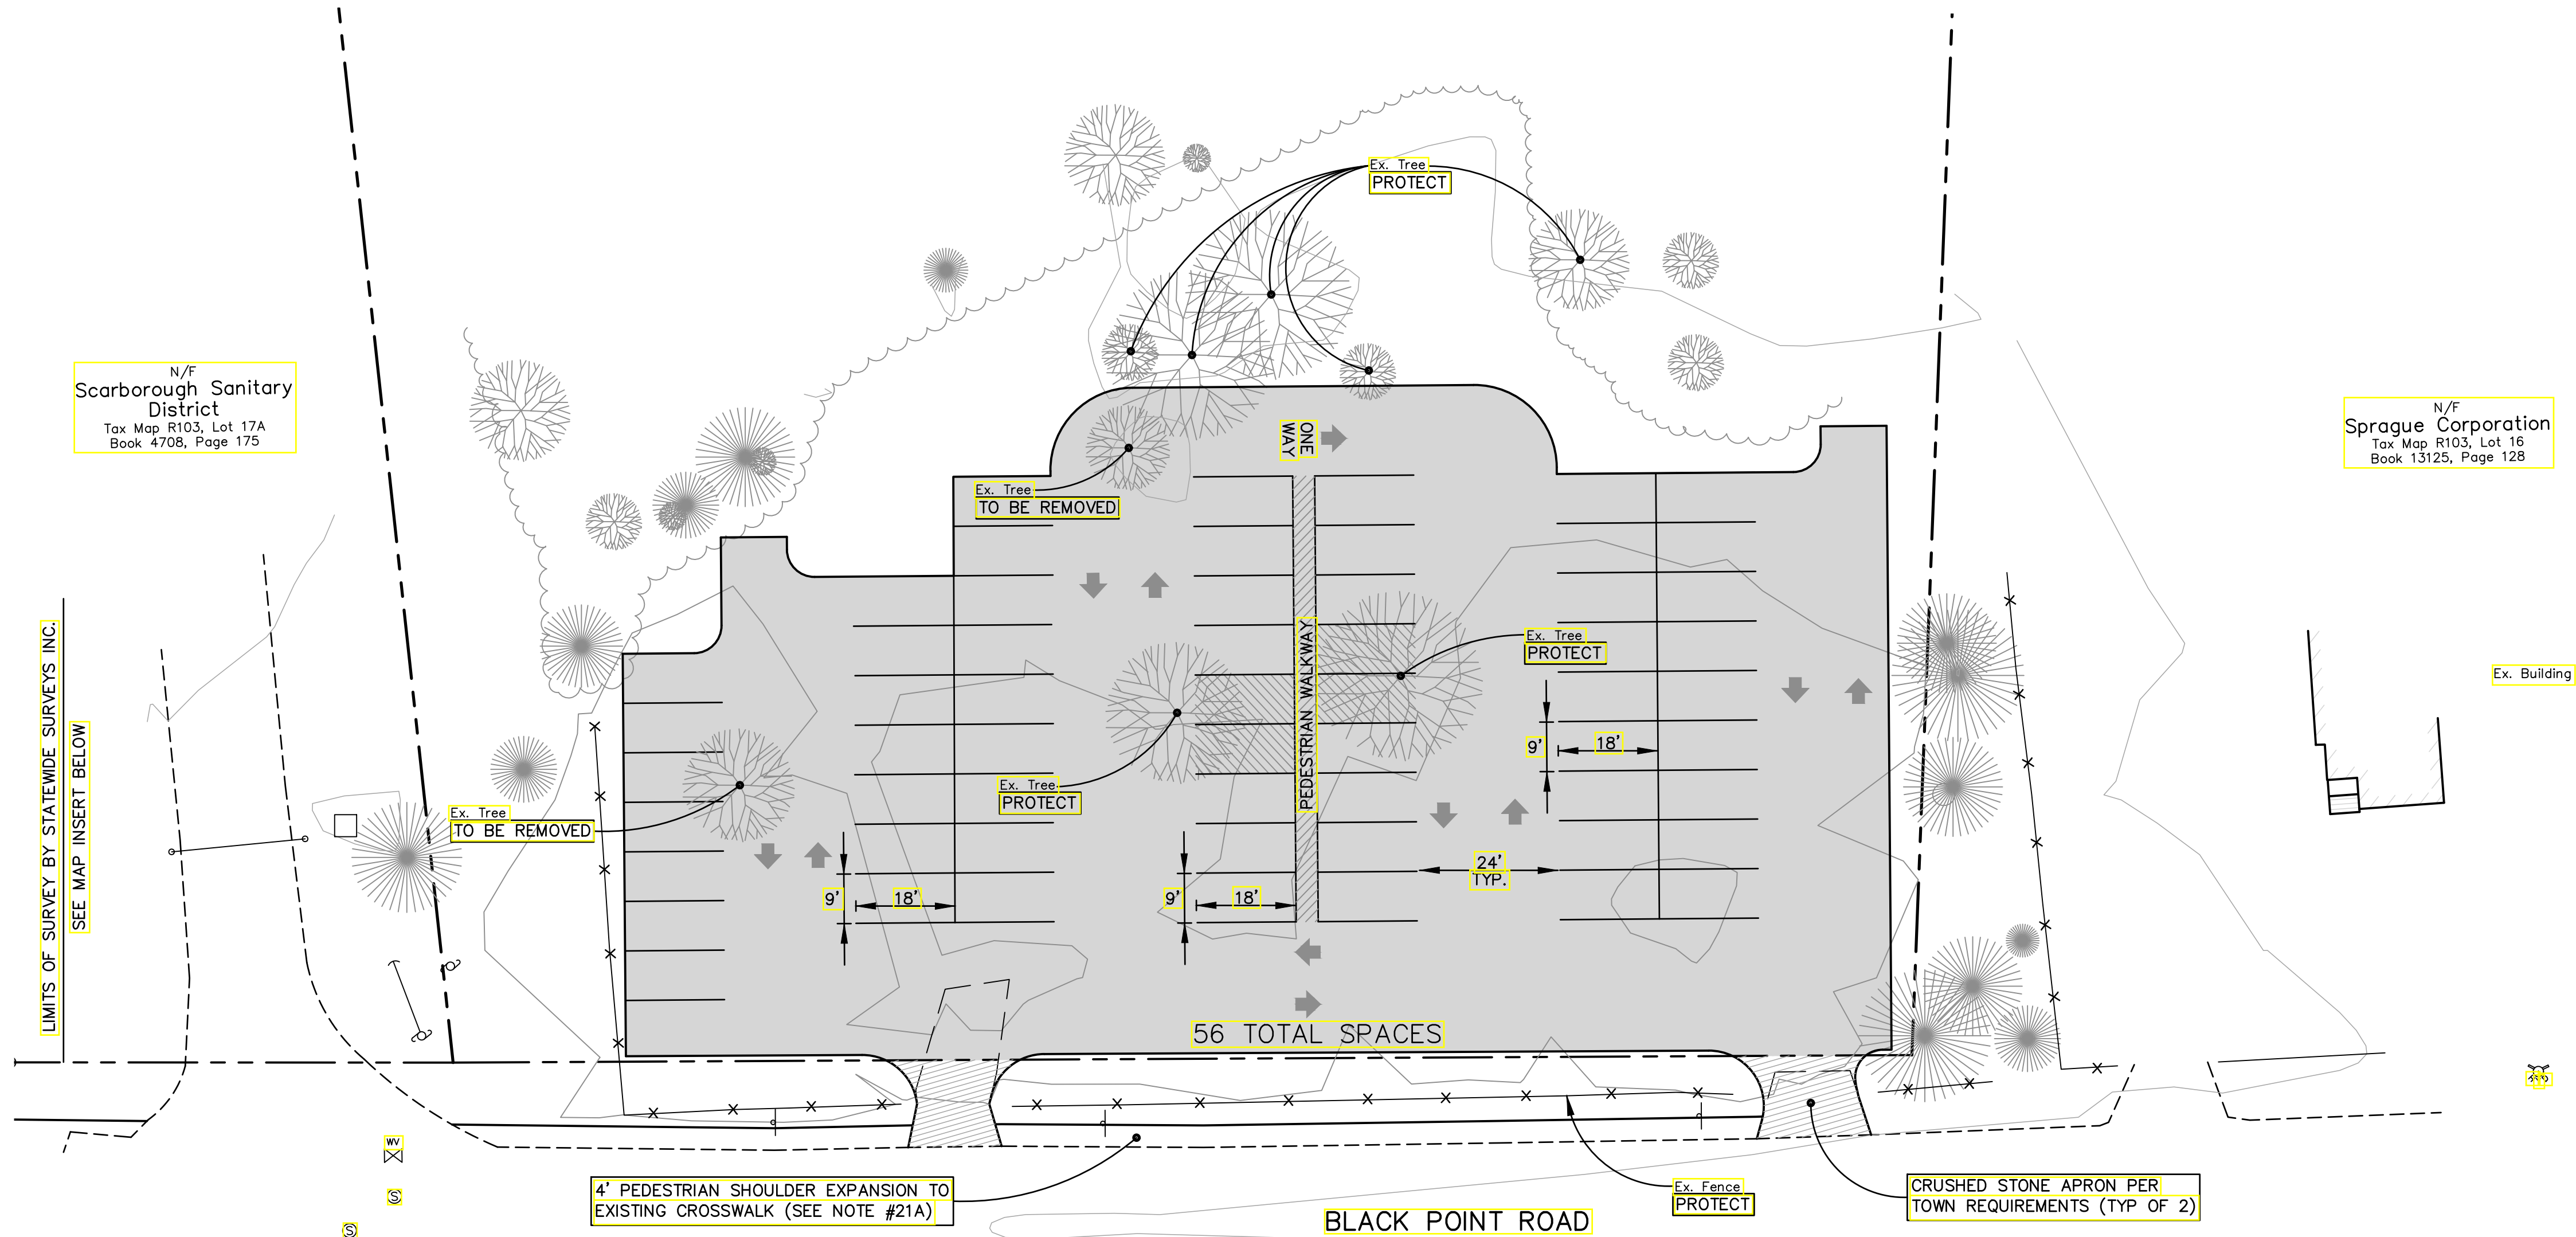 Ex. Tree
PROTECT
N/F
Scarborough Sanitary
District
Tax Map R103, Lot 17A
Book 4708, Page 175
N/F
Sprague Corporation
Tax Map R103, Lot 16
Book 13125, Page 128
ONE
WAY
Ex. Tree
TO BE REMOVED
LIMITS OF SURVEY BY STATEWIDE SURVEYS INC.
SEE MAP INSERT BELOW
PEDESTRIAN WALKWAY
Ex. Tree
PROTECT
Ex. Building
9'
18'
Ex. Tree
PROTECT
Ex. Tree
TO BE REMOVED
9'
18'
9'
18'
24'
TYP.
56 TOTAL SPACES
WV
S
S
4' PEDESTRIAN SHOULDER EXPANSION TO
EXISTING CROSSWALK (SEE NOTE #21A)
Ex. Fence
PROTECT
CRUSHED STONE APRON PER
TOWN REQUIREMENTS (TYP OF 2)
BLACK POINT ROAD